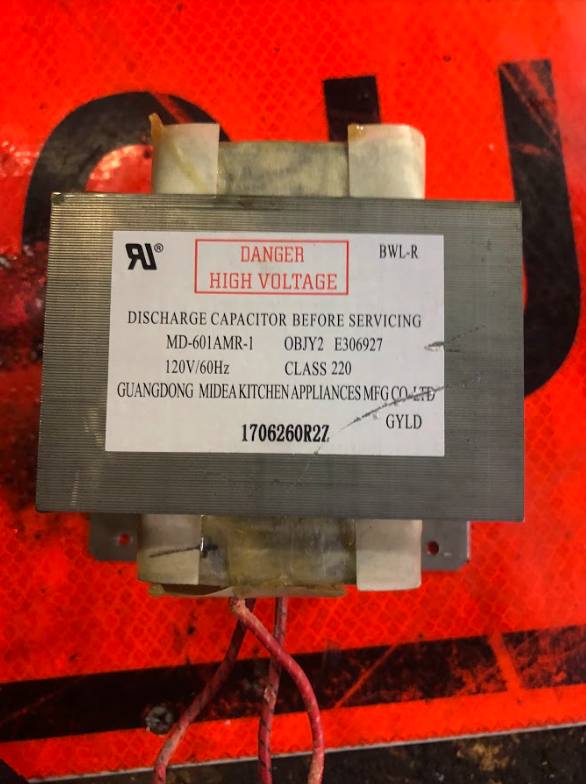 RU®
DANGER
HIGH VOLTAGE
BWL-R
DISCHARGE CAPACITOR BEFORE SERVICING
MD-601AMR-1 OBJY2 E306927
120V/60Hz CLASS 220
GUANGDONG MIDEA KITCHEN APPLIANCES MFG CO.LTD
GYLD
1706260R2Z